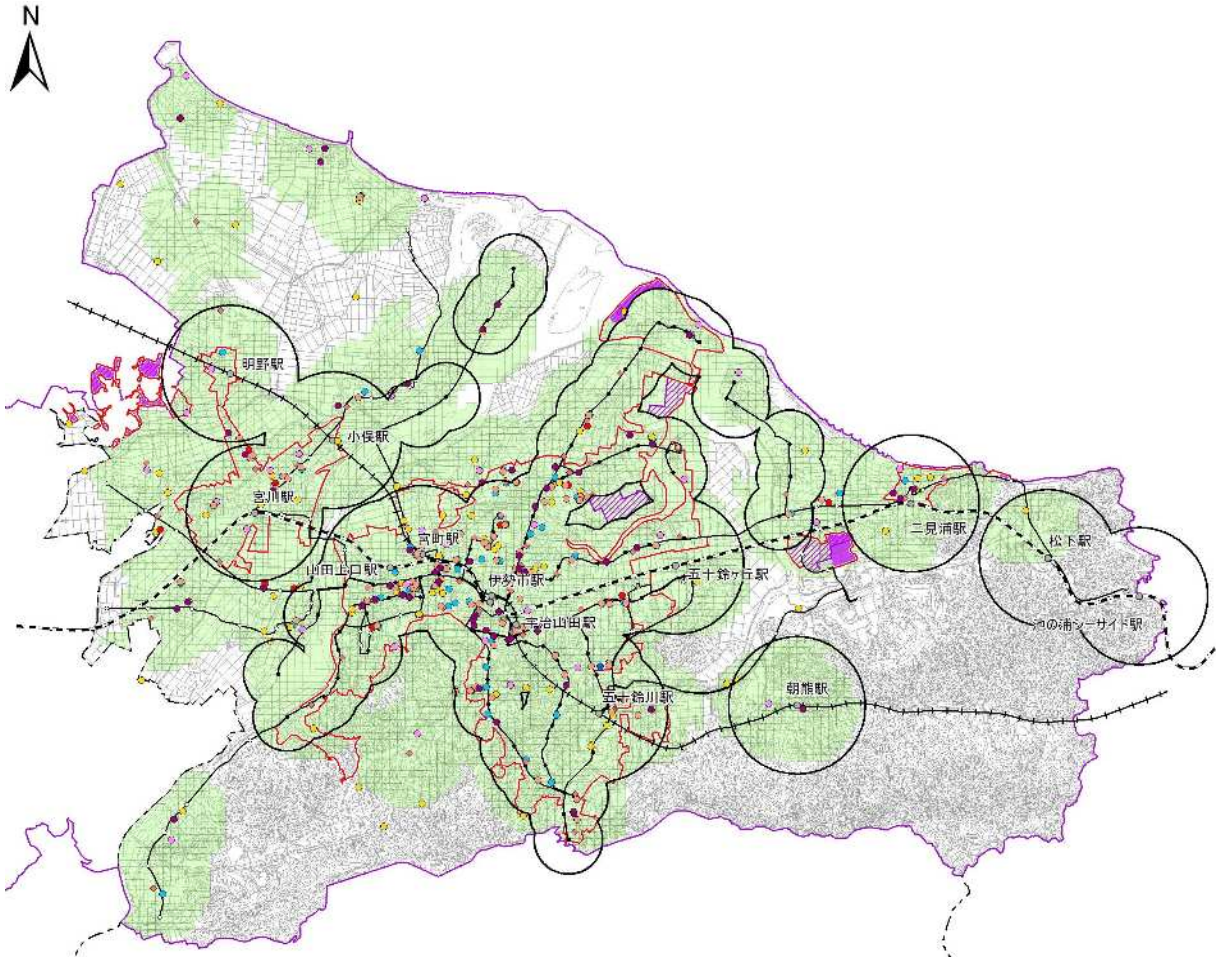 N
明野駅
小俣駅
宮川駅
宮町駅
山田上口駅
伊勢市駅
宇治山田駅
五十鈴ヶ丘駅
二見浦駅
松下駅
池の浦シーサイド駅
朝熊駅
五十鈴川駅